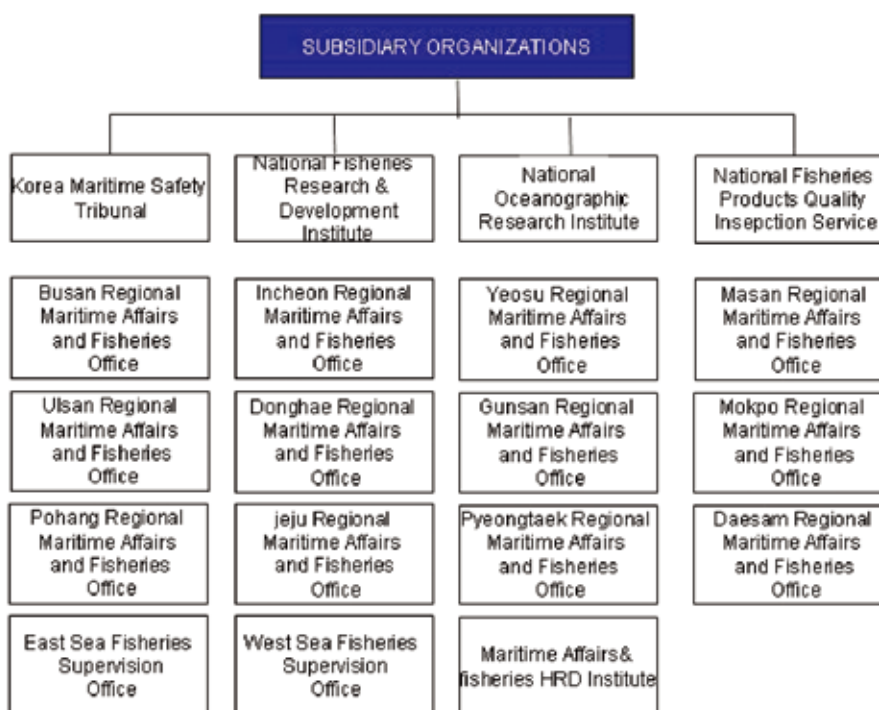 SUBSIDIARY ORGANIZATIONS
Korea Maritime Safety
Tribunal
National Fisheries
Research &
Development
Institute
National
Oceanographic
Research Institute
National Fisheries
Products Quality
Insepction Service
Busan Regional
Maritime Affairs
and Fisheries
Office
Incheon Regional
Maritime Affairs
and Fisheries
Office
Yeosu Regional
Maritime Affairs
and Fisheries
Office
Masan Regional
Maritime Affairs
and Fisheries
Office
Ulsan Regional
Maritime Affairs
and Fisheries
Office
Donghae Regional
Maritime Affairs
and Fisheries
Office
Gunsan Regional
Maritime Affairs
and Fisheries
Office
Mokpo Regional
Maritime Affairs
and Fisheries
Office
Pohang Regional
Maritime Affairs
and Fisheries
Office
jeju Regional
Maritime Affairs
and Fisheries
Office
Pyeongtaek Regional
Maritime Affairs
and Fisheries
Office
Daesam Regional
Maritime Affairs
and Fisheries
Office
East Sea Fisheries
Supervision
Office
West Sea Fisheries
Supervision
Office
Maritime Affairs&
fisheries HRD Institute